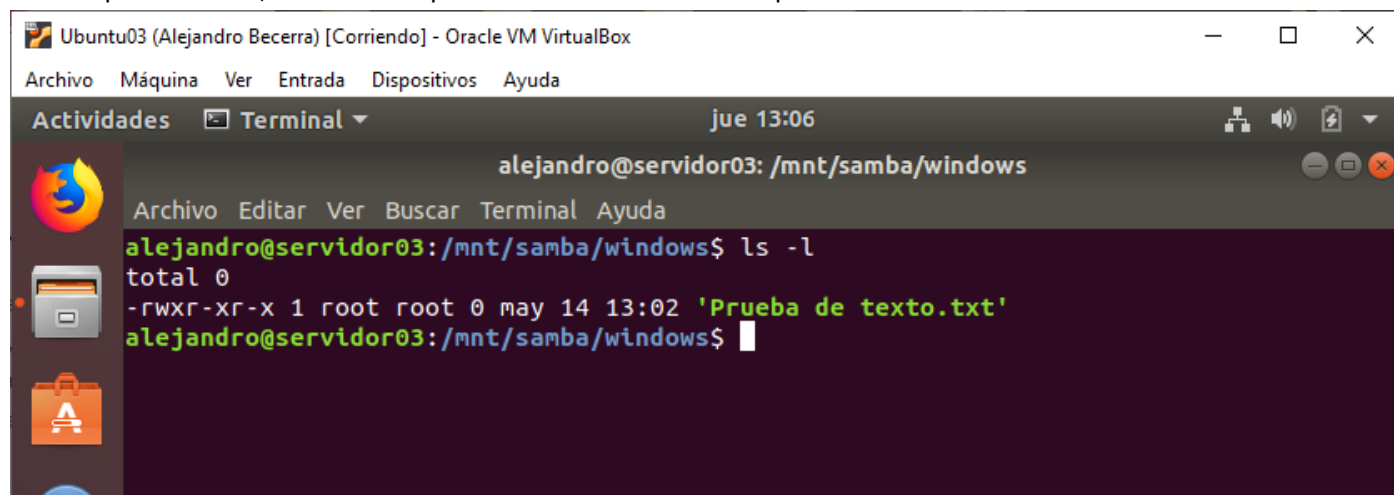 Ubuntu03 (Alejandro Becerra) [Corriendo] - Oracle VM VirtualBox
Archivo Máquina Ver Entrada Dispositivos Ayuda
Actividades Terminal jue 13:06
alejandro@servidor03: /mnt/samba/windows
Archivo Editar Ver Buscar Terminal Ayuda
alejandro@servidor03:/mnt/samba/windows$ ls -l
total 0
-rwxr-xr-x 1 root root 0 may 14 13:02 'Prueba de texto.txt'
alejandro@servidor03:/mnt/samba/windows$